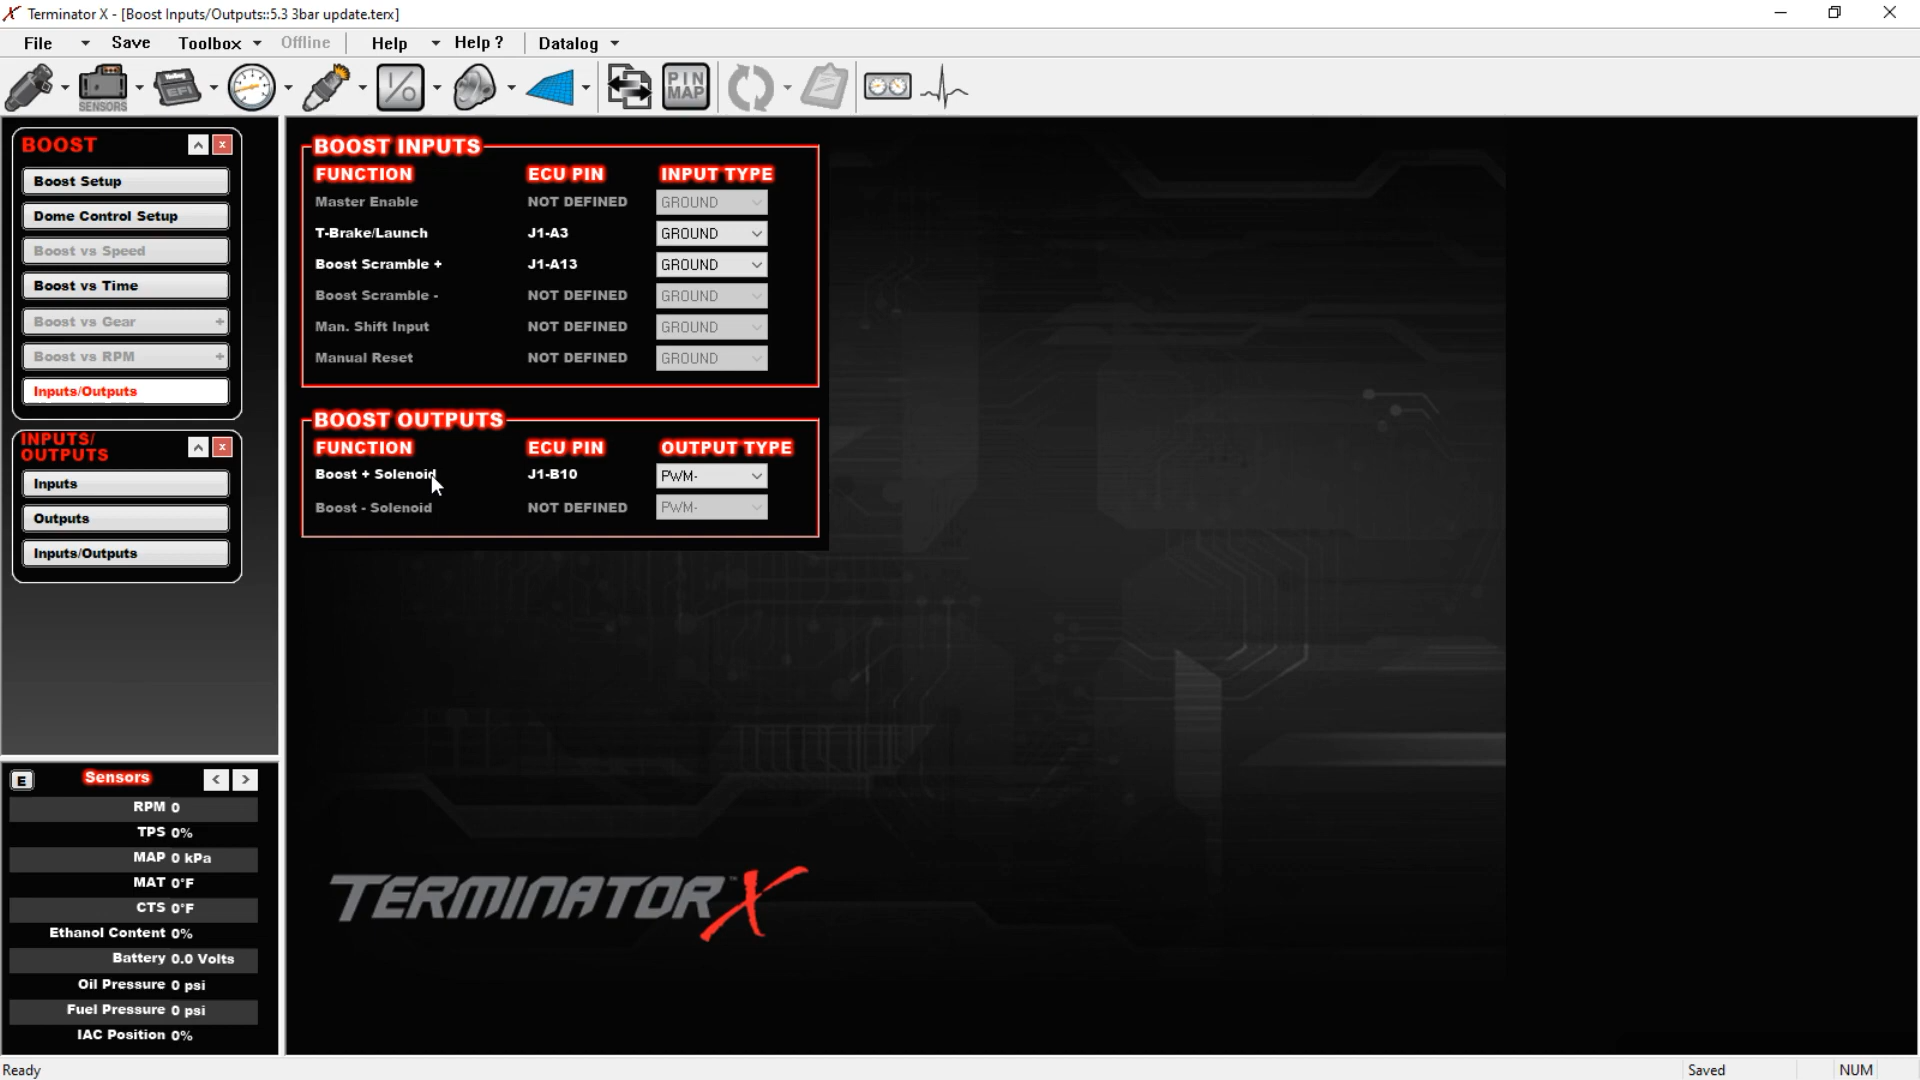 Terminator X - [Boost Inputs/Outputs::5.3 3bar update.terx]
File Save Toolbox Offline Help Help ? Datalog
SENSORS
Holley
EFI
I/O
PIN
MAP
BOOST
Boost Setup
Dome Control Setup
Boost vs Speed
Boost vs Time
Boost vs Gear +
Boost vs RPM +
Inputs/Outputs
INPUTS/
OUTPUTS
Inputs
Outputs
Inputs/Outputs
E Sensors < >
RPM 0
TPS 0%
MAP 0 kPa
MAT 0°F
CTS 0°F
Ethanol Content 0%
Battery 0.0 Volts
Oil Pressure 0 psi
Fuel Pressure 0 psi
IAC Position 0%
BOOST INPUTS
FUNCTION ECU PIN INPUT TYPE
Master Enable NOT DEFINED GROUND
T-Brake/Launch J1-A3 GROUND
Boost Scramble + J1-A13 GROUND
Boost Scramble - NOT DEFINED GROUND
Man. Shift Input NOT DEFINED GROUND
Manual Reset NOT DEFINED GROUND
BOOST OUTPUTS
FUNCTION ECU PIN OUTPUT TYPE
Boost + Solenoid J1-B10 PWM-
Boost - Solenoid NOT DEFINED PWM-
TERMINATOR X™
Ready Saved NUM